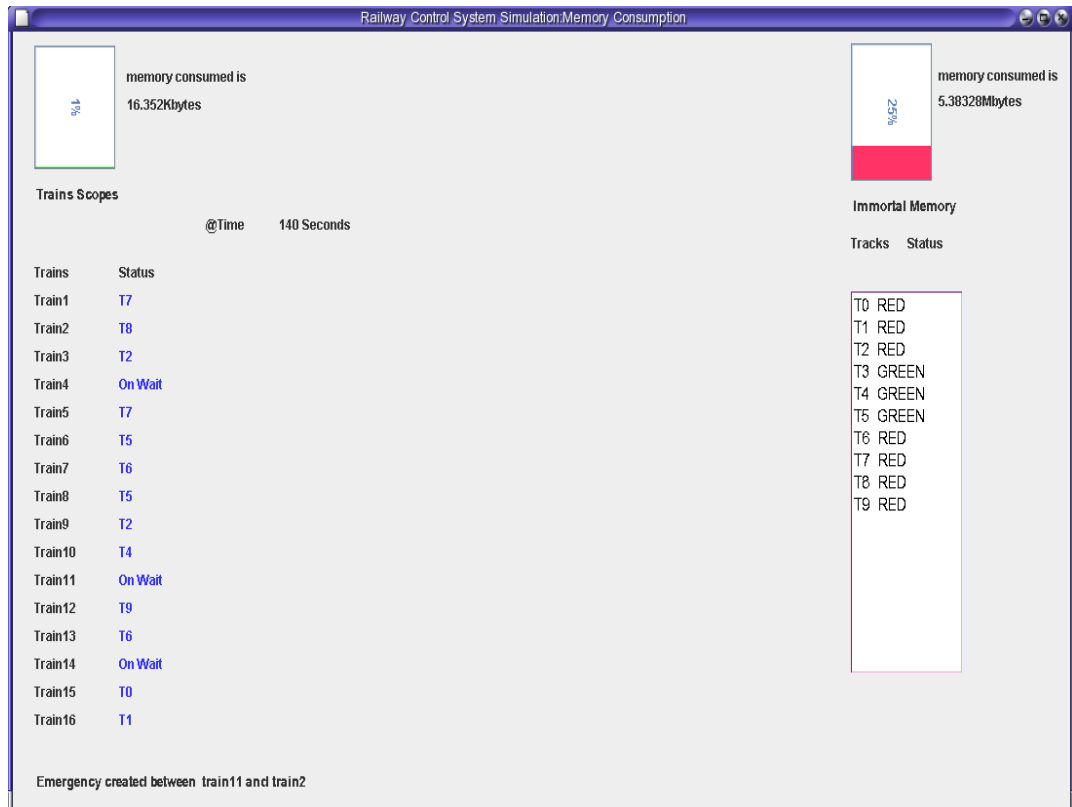 Railway Control System Simulation:Memory Consumption
1%
memory consumed is
16.352Kbytes
25%
memory consumed is
5.38328Mbytes
Trains Scopes
Immortal Memory
@Time 140 Seconds
Tracks Status
Trains Status
Train1 T7
Train2 T8
Train3 T2
Train4 On Wait
Train5 T7
Train6 T5
Train7 T6
Train8 T5
Train9 T2
Train10 T4
Train11 On Wait
Train12 T9
Train13 T6
Train14 On Wait
Train15 T0
Train16 T1
T0 RED
T1 RED
T2 RED
T3 GREEN
T4 GREEN
T5 GREEN
T6 RED
T7 RED
T8 RED
T9 RED
Emergency created between train11 and train2